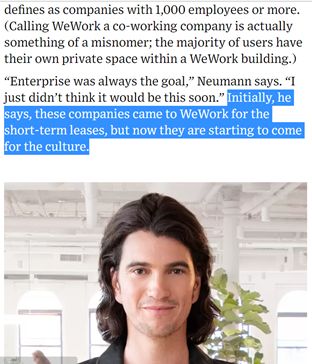 defines as companies with 1,000 employees or more.
(Calling WeWork a co-working company is actually
something of a misnomer; the majority of users have
their own private space within a WeWork building.)
“Enterprise was always the goal,” Neumann says. “I
just didn’t think it would be this soon.” Initially, he
says, these companies came to WeWork for the
short-term leases, but now they are starting to come
for the culture.